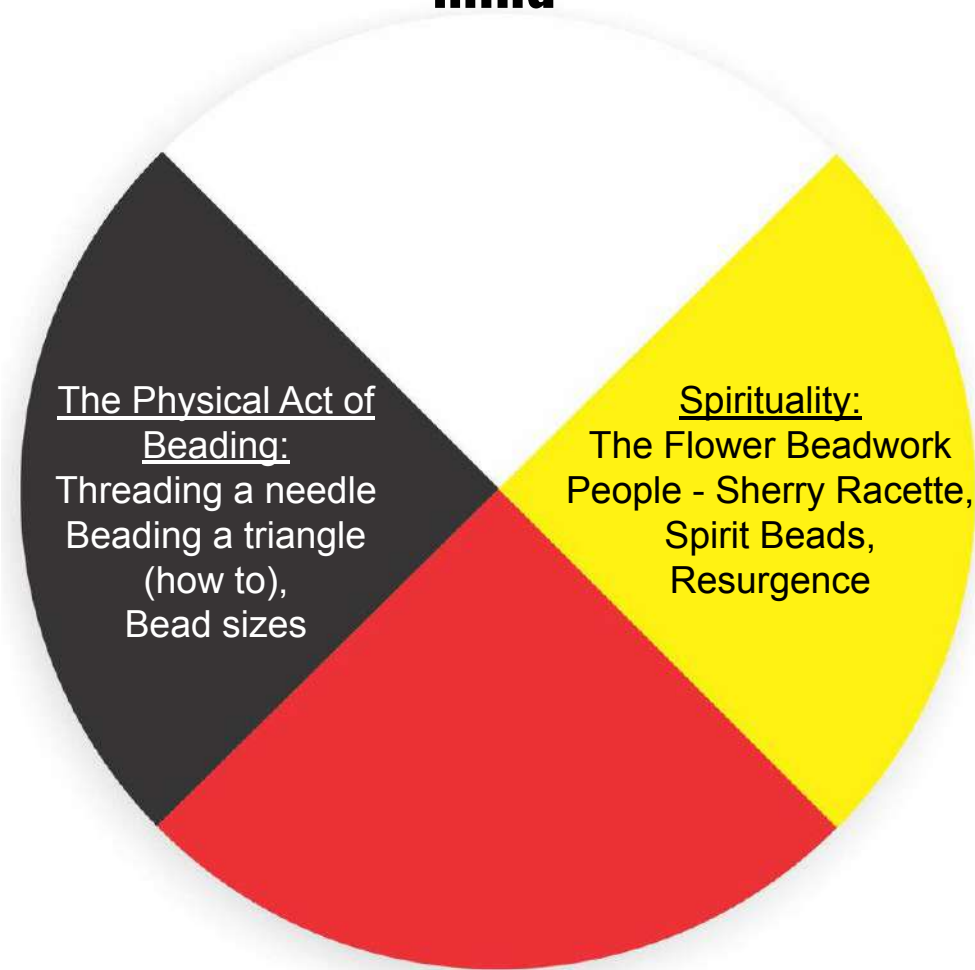 mind
The Physical Act of
Beading:
Threading a needle
Beading a triangle
(how to),
Bead sizes
Spirituality:
The Flower Beadwork
People - Sherry Racette,
Spirit Beads,
Resurgence